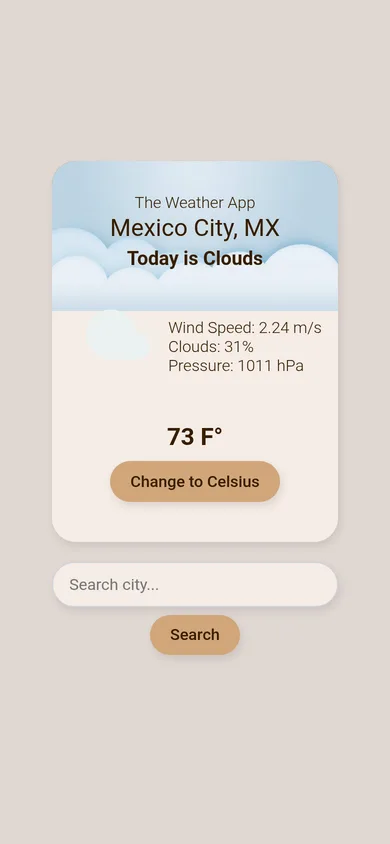 The Weather App
Mexico City, MX
Today is Clouds
Wind Speed: 2.24 m/s
Clouds: 31%
Pressure: 1011 hPa
73 F°
Change to Celsius
Search city...
Search